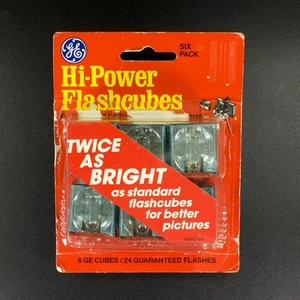 GE
SIX
PACK
Hi-Power
Flashcubes
TWICE
AS
BRIGHT
as standard
flashcubes
for better
pictures
6 GE CUBES / 24 GUARANTEED FLASHES